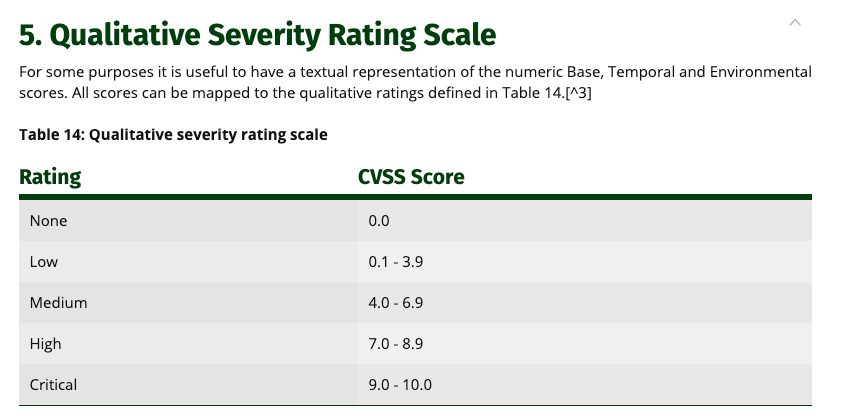 5. Qualitative Severity Rating Scale
For some purposes it is useful to have a textual representation of the numeric Base, Temporal and Environmental
scores. All scores can be mapped to the qualitative ratings defined in Table 14.[^3]
Table 14: Qualitative severity rating scale
Rating CVSS Score
None 0.0
Low 0.1 - 3.9
Medium 4.0 - 6.9
High 7.0 - 8.9
Critical 9.0 - 10.0